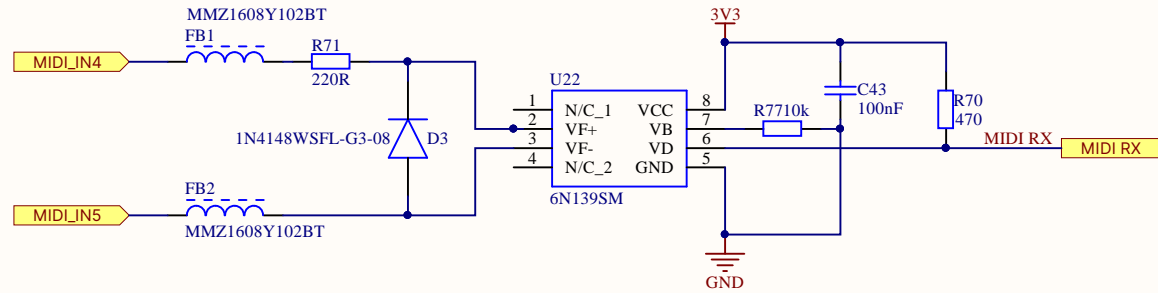 MMZ1608Y102BT
FB1
MIDI_IN4
R71
220R
3V3
U22
1 N/C_1 VCC 8
2 VF+ VB 7
3 VF- VD 6
4 N/C_2 GND 5
6N139SM
1N4148WSFL-G3-08 D3
R7710k
C43
100nF
R70
470
MIDI RX
MIDI RX
FB2
MIDI_IN5
MMZ1608Y102BT
GND